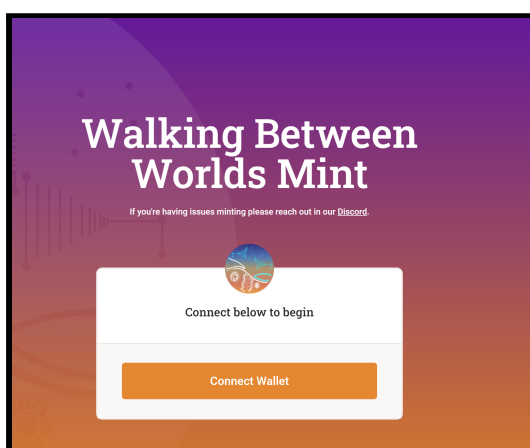 Walking Between
Worlds Mint
If you're having issues minting please reach out in our Discord.
Connect below to begin
Connect Wallet